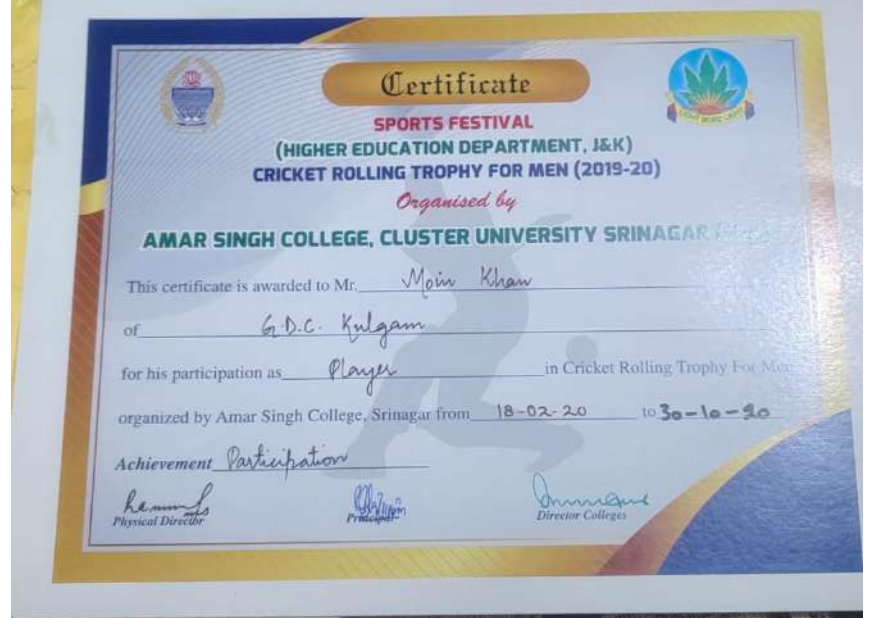 Certificate
SPORTS FESTIVAL
(HIGHER EDUCATION DEPARTMENT, J&K)
CRICKET ROLLING TROPHY FOR MEN (2019-20)
Organised by
AMAR SINGH COLLEGE, CLUSTER UNIVERSITY SRINAGAR
This certificate is awarded to Mr. Moin Khan
of G.D.C. Kulgam
for his participation as Player in Cricket Rolling Trophy For Men
organized by Amar Singh College, Srinagar from 18-02-20 to 30-10-20
Achievement Participation
Physical Director
Principal
Director Colleges